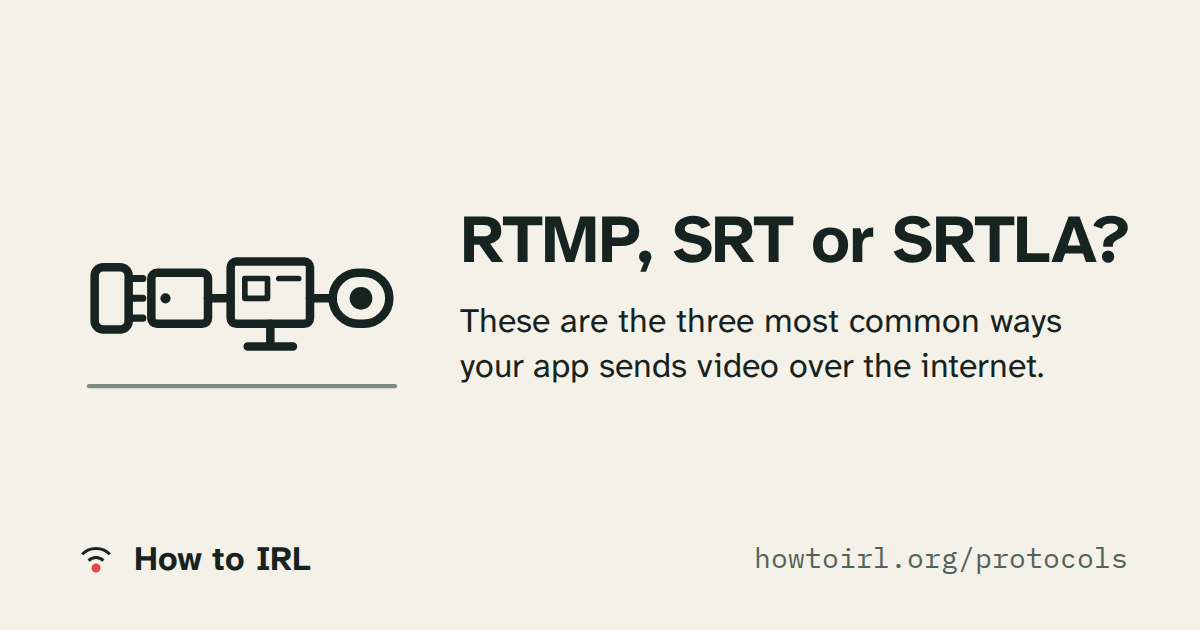 RTMP, SRT or SRTLA?
These are the three most common ways
your app sends video over the internet.
How to IRL
howtoirl.org/protocols